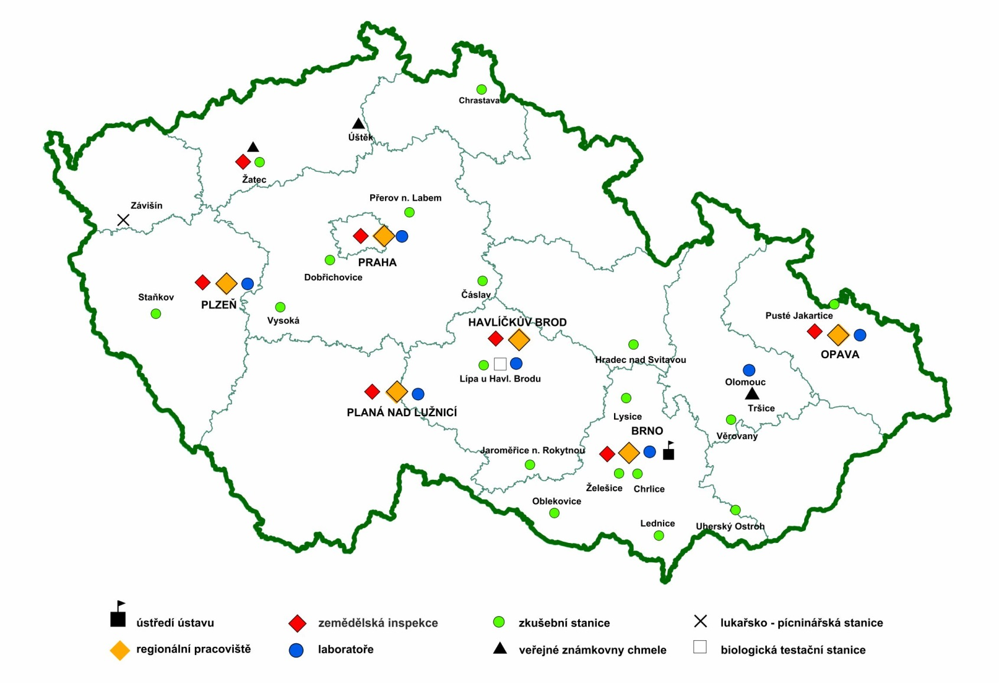 Chrastava
Úštěk
Žatec
Přerov n. Labem
Závišín
PRAHA
Dobřichovice
Čáslav
Staňkov
PLZEŇ
Vysoká
Pusté Jakartice
HAVLÍČKŮV BROD
OPAVA
Hradec nad Svitavou
Lípa u Havl. Brodu
Olomouc
Tršice
PLANÁ NAD LUŽNICÍ
Lysice
BRNO
Věrovany
Jaroměřice n. Rokytnou
Želešice
Chrlice
Oblekovice
Lednice
Uherský Ostroh
ústředí ústavu
zemědělská inspekce
zkušební stanice
lukařsko - pícninářská stanice
regionální pracoviště
laboratoře
veřejné známkovny chmele
biologická testační stanice